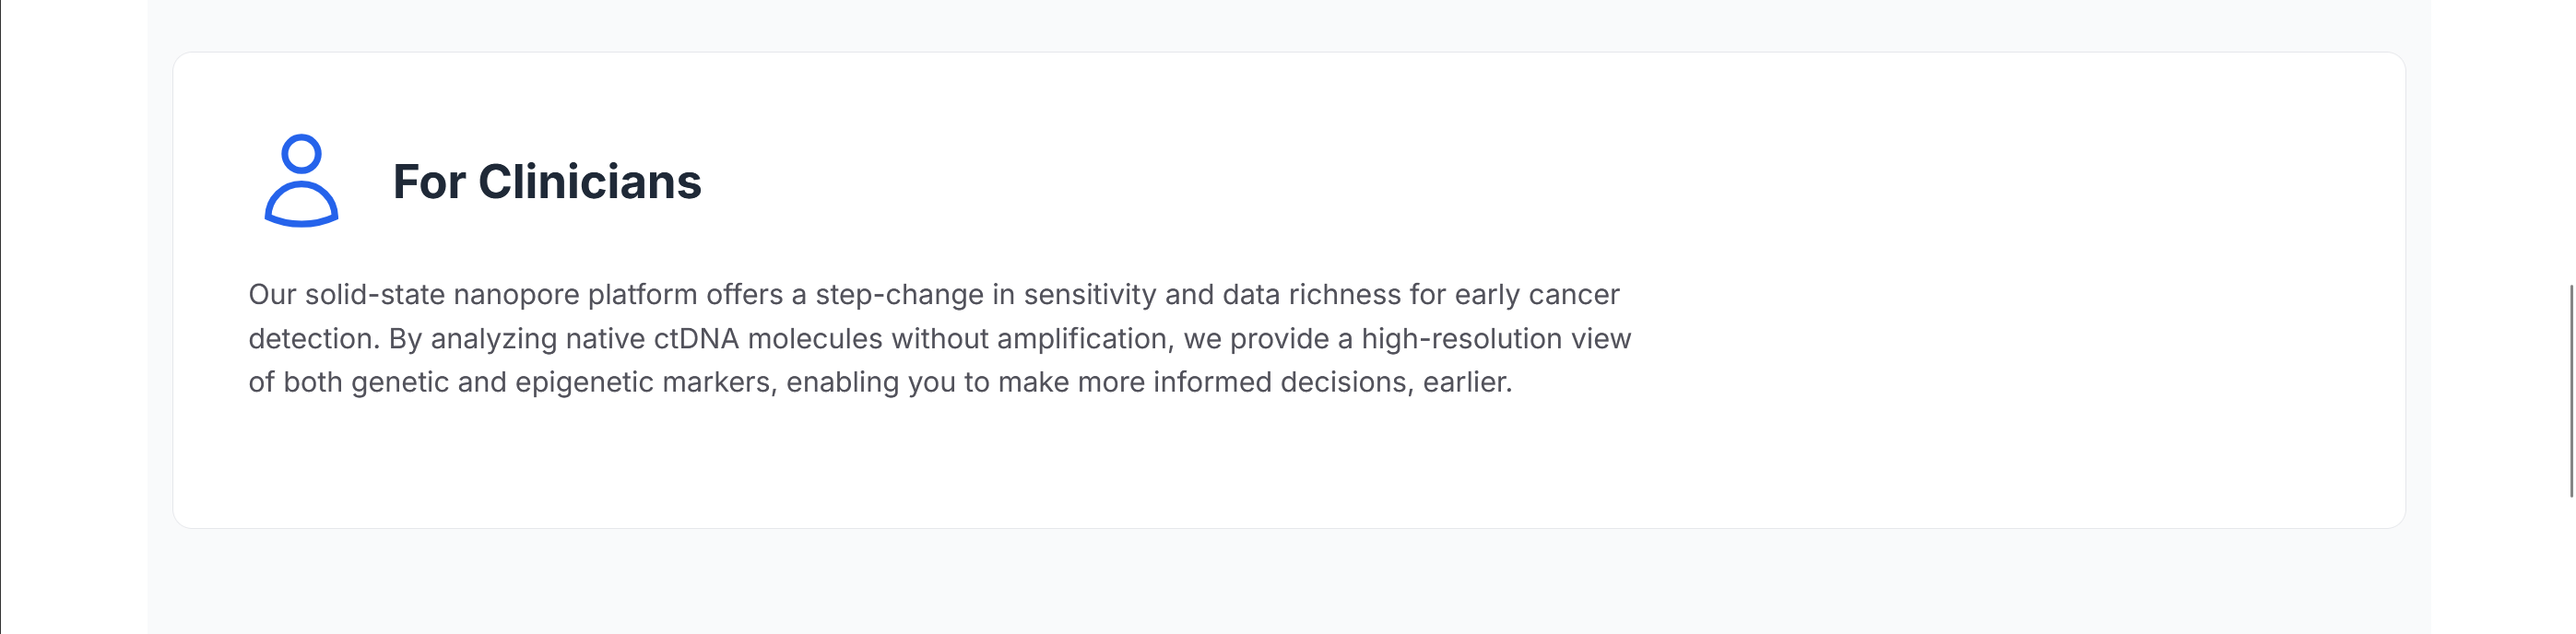 For Clinicians
Our solid-state nanopore platform offers a step-change in sensitivity and data richness for early cancer
detection. By analyzing native ctDNA molecules without amplification, we provide a high-resolution view
of both genetic and epigenetic markers, enabling you to make more informed decisions, earlier.